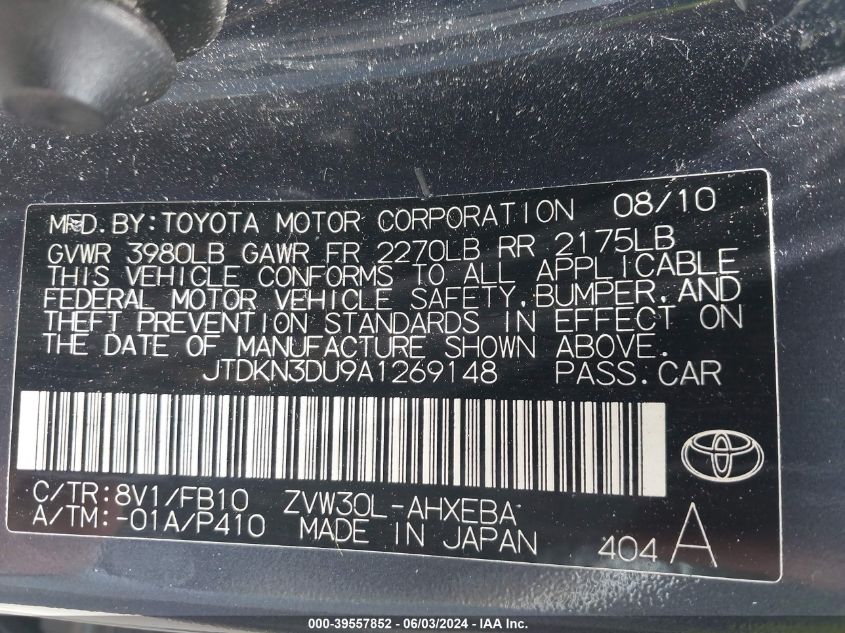 MFD. BY: TOYOTA MOTOR CORPORATION 08/10
GVWR 3980LB GAWR FR 2270LB RR 2175LB
THIS VEHICLE CONFORMS TO ALL APPLICABLE
FEDERAL MOTOR VEHICLE SAFETY, BUMPER, AND
THEFT PREVENTION STANDARDS IN EFFECT ON
THE DATE OF MANUFACTURE SHOWN ABOVE.
JTDKN3DU9A1269148 PASS. CAR
C/TR: 8V1/FB10 ZVW30L-AHXEBA
A/TM: -01A/P410 MADE IN JAPAN 404 A
000-39557852 / 06/03/2024 / © IAA Inc.